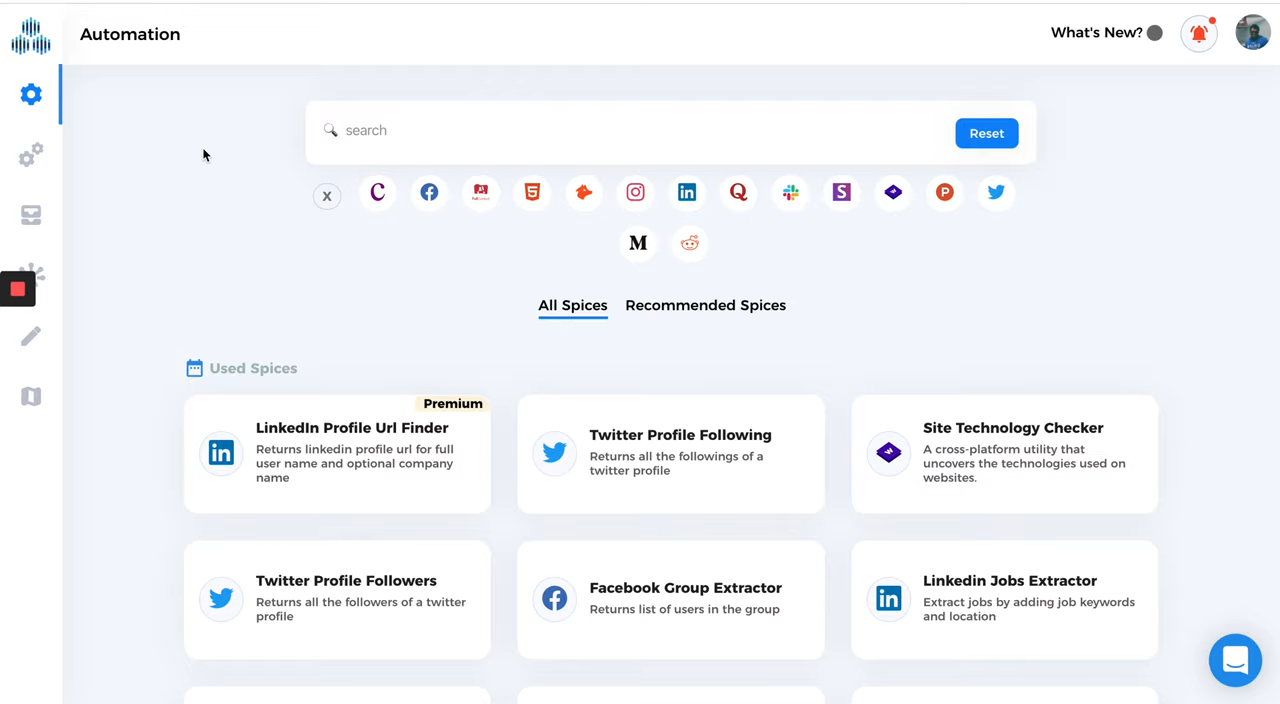 Automation
What's New?
search
Reset
X
All Spices
Recommended Spices
Used Spices
Premium
LinkedIn Profile Url Finder
Returns linkedin profile url for full
user name and optional company
name
Twitter Profile Following
Returns all the followings of a
twitter profile
Site Technology Checker
A cross-platform utility that
uncovers the technologies used on
websites.
Twitter Profile Followers
Returns all the followers of a twitter
profile
Facebook Group Extractor
Returns list of users in the group
Linkedin Jobs Extractor
Extract jobs by adding job keywords
and location